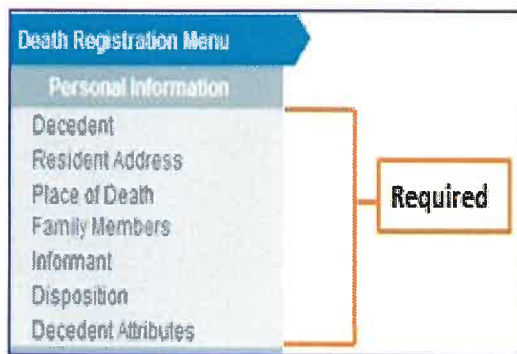 Death Registration Menu
Personal Information
Decedent
Resident Address
Place of Death
Family Members
Informant
Disposition
Decedent Attributes
Required